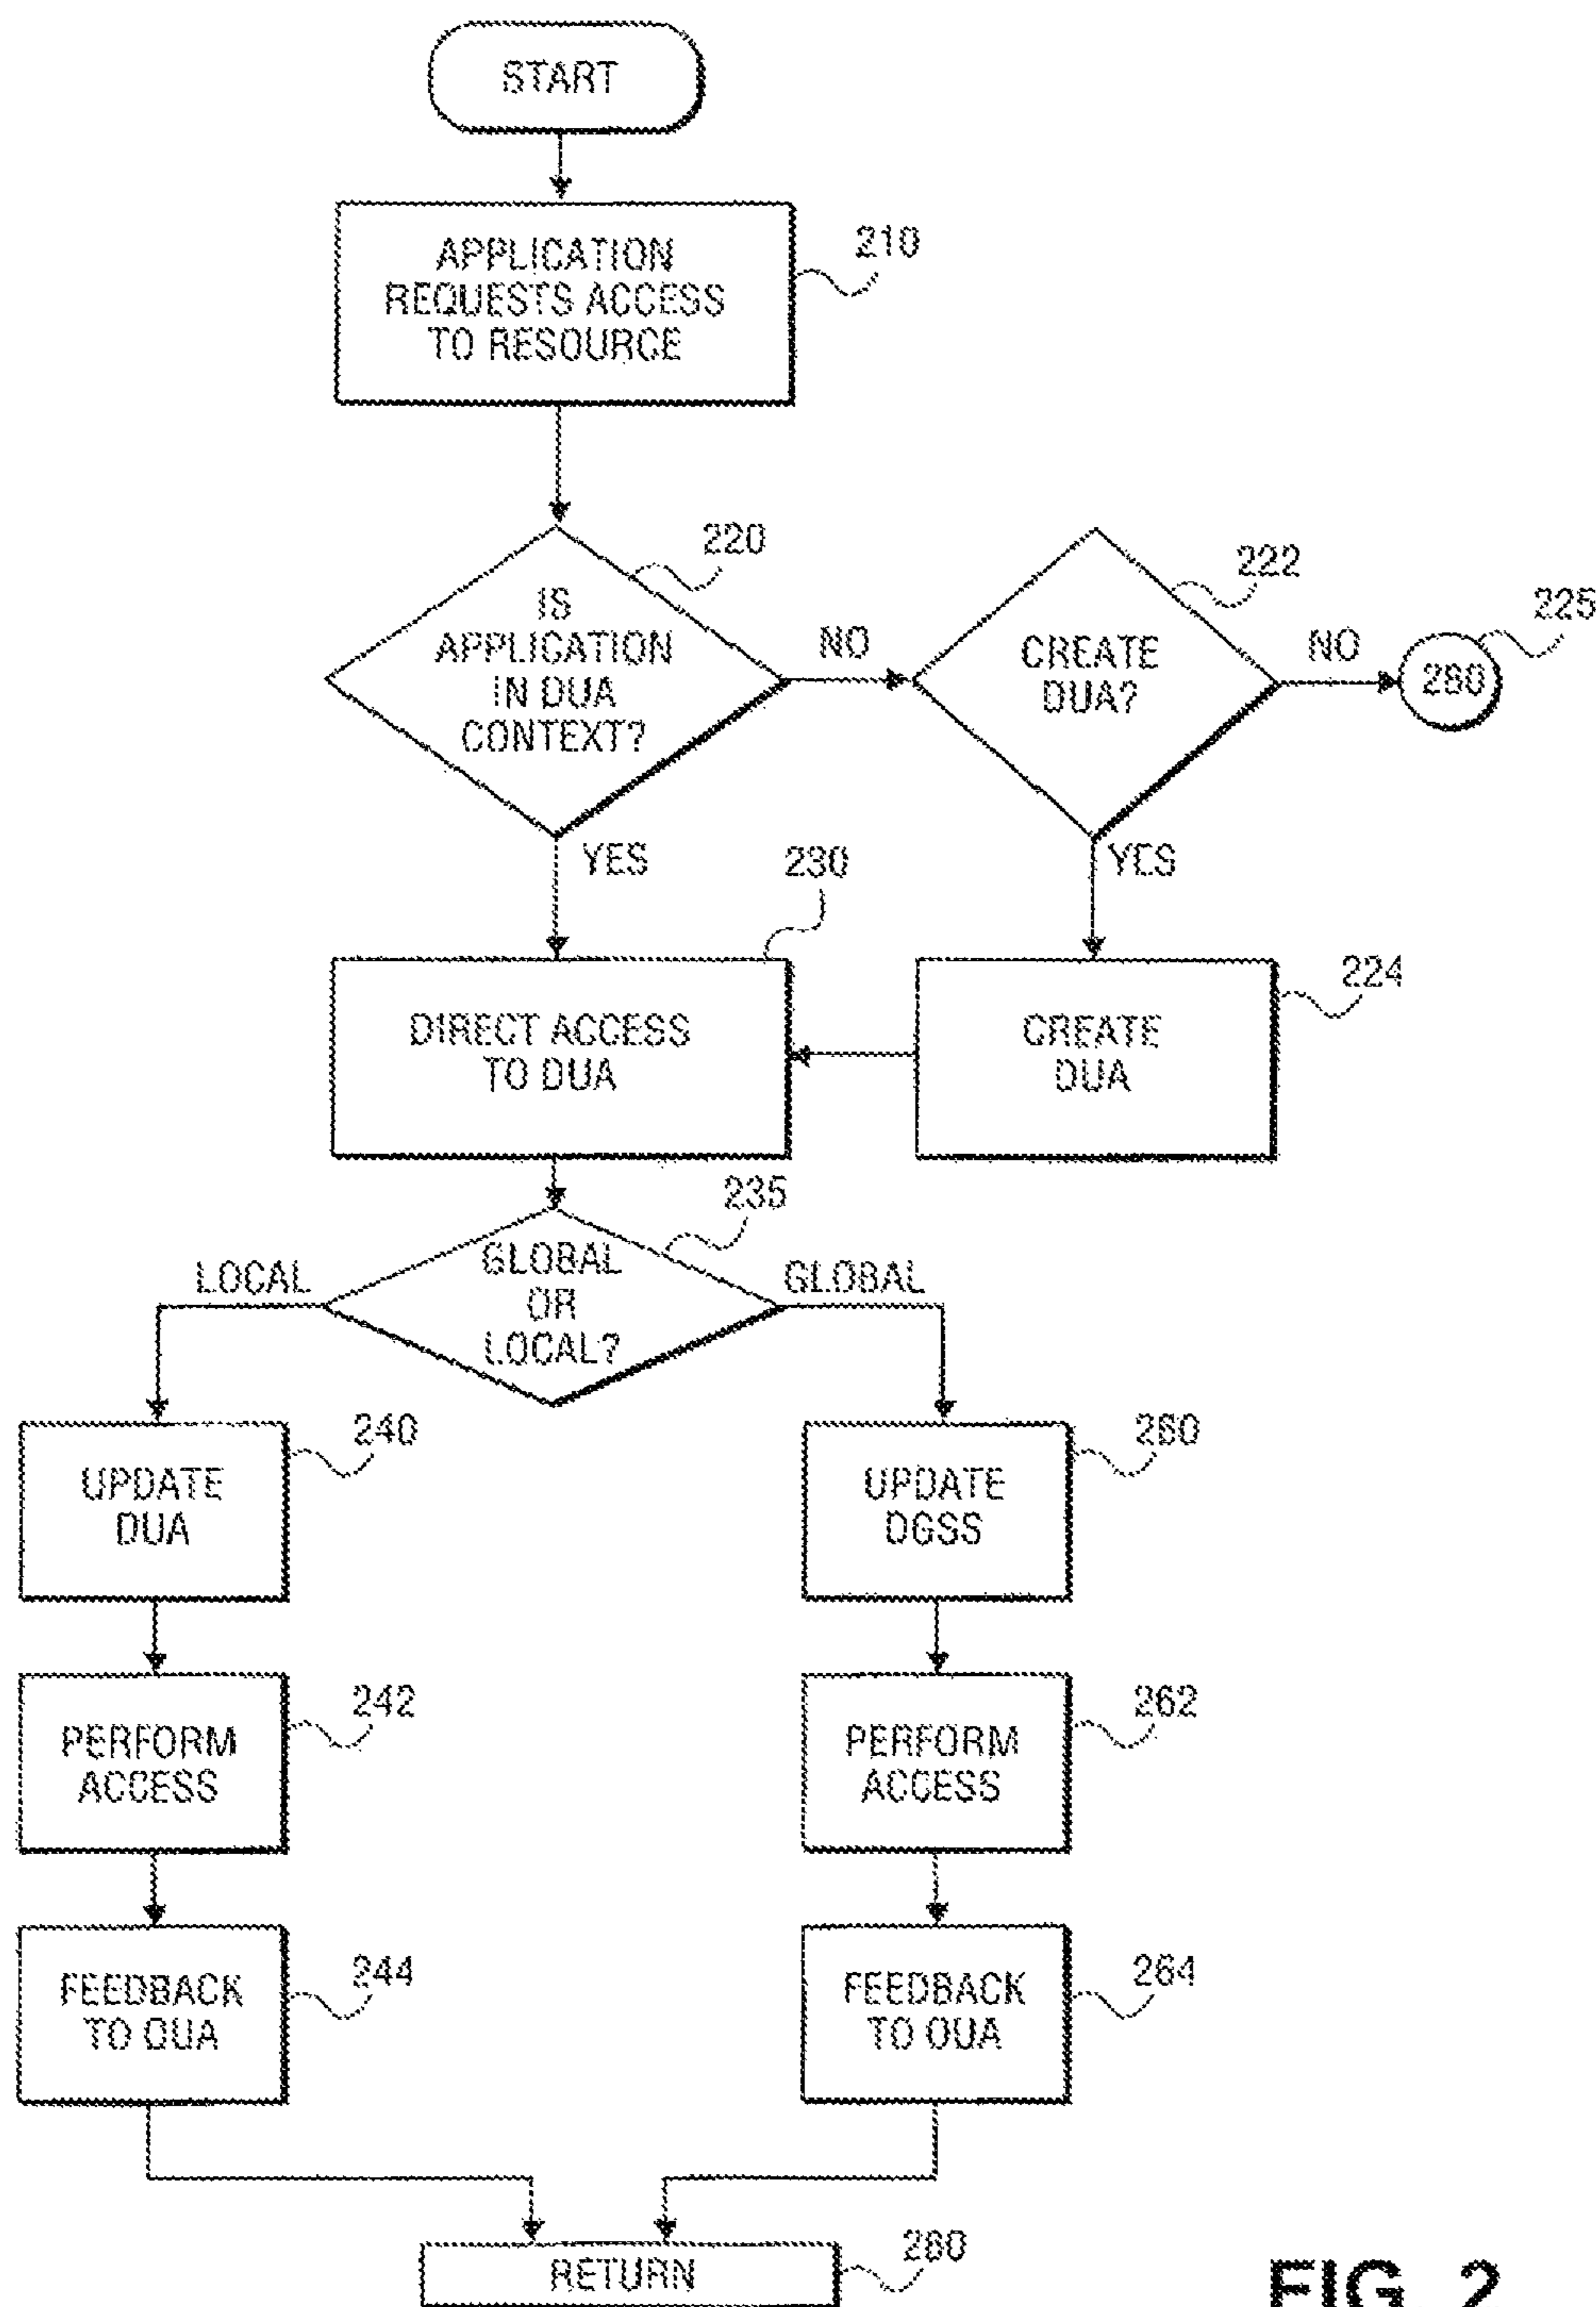 START
APPLICATION
REQUESTS ACCESS
TO RESOURCE
210
IS
APPLICATION
IN DUA
CONTEXT?
220
NO
CREATE
DUA?
222
NO
280
225
YES
YES
DIRECT ACCESS
TO DUA
230
CREATE
DUA
224
GLOBAL
OR
LOCAL?
235
LOCAL
GLOBAL
UPDATE
DUA
240
UPDATE
DGSS
260
PERFORM
ACCESS
242
PERFORM
ACCESS
262
FEEDBACK
TO OUA
244
FEEDBACK
TO OUA
264
RETURN
280
FIG. 2